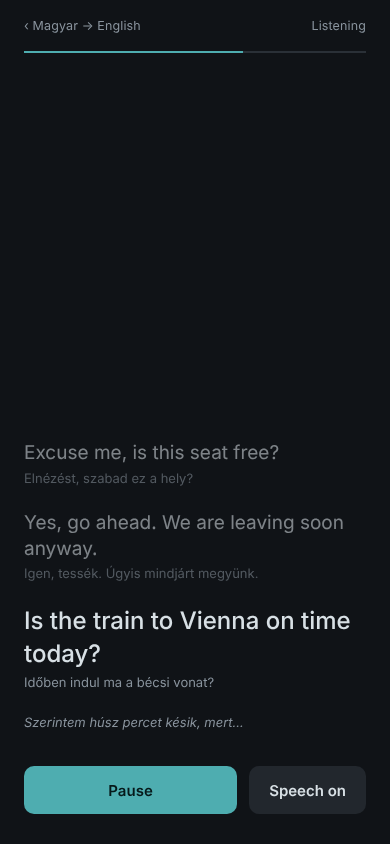 ‹ Magyar → English
Listening
Excuse me, is this seat free?
Elnézést, szabad ez a hely?
Yes, go ahead. We are leaving soon
anyway.
Igen, tessék. Úgyis mindjárt megyünk.
Is the train to Vienna on time
today?
Időben indul ma a bécsi vonat?
Szerintem húsz percet késik, mert…
Pause
Speech on